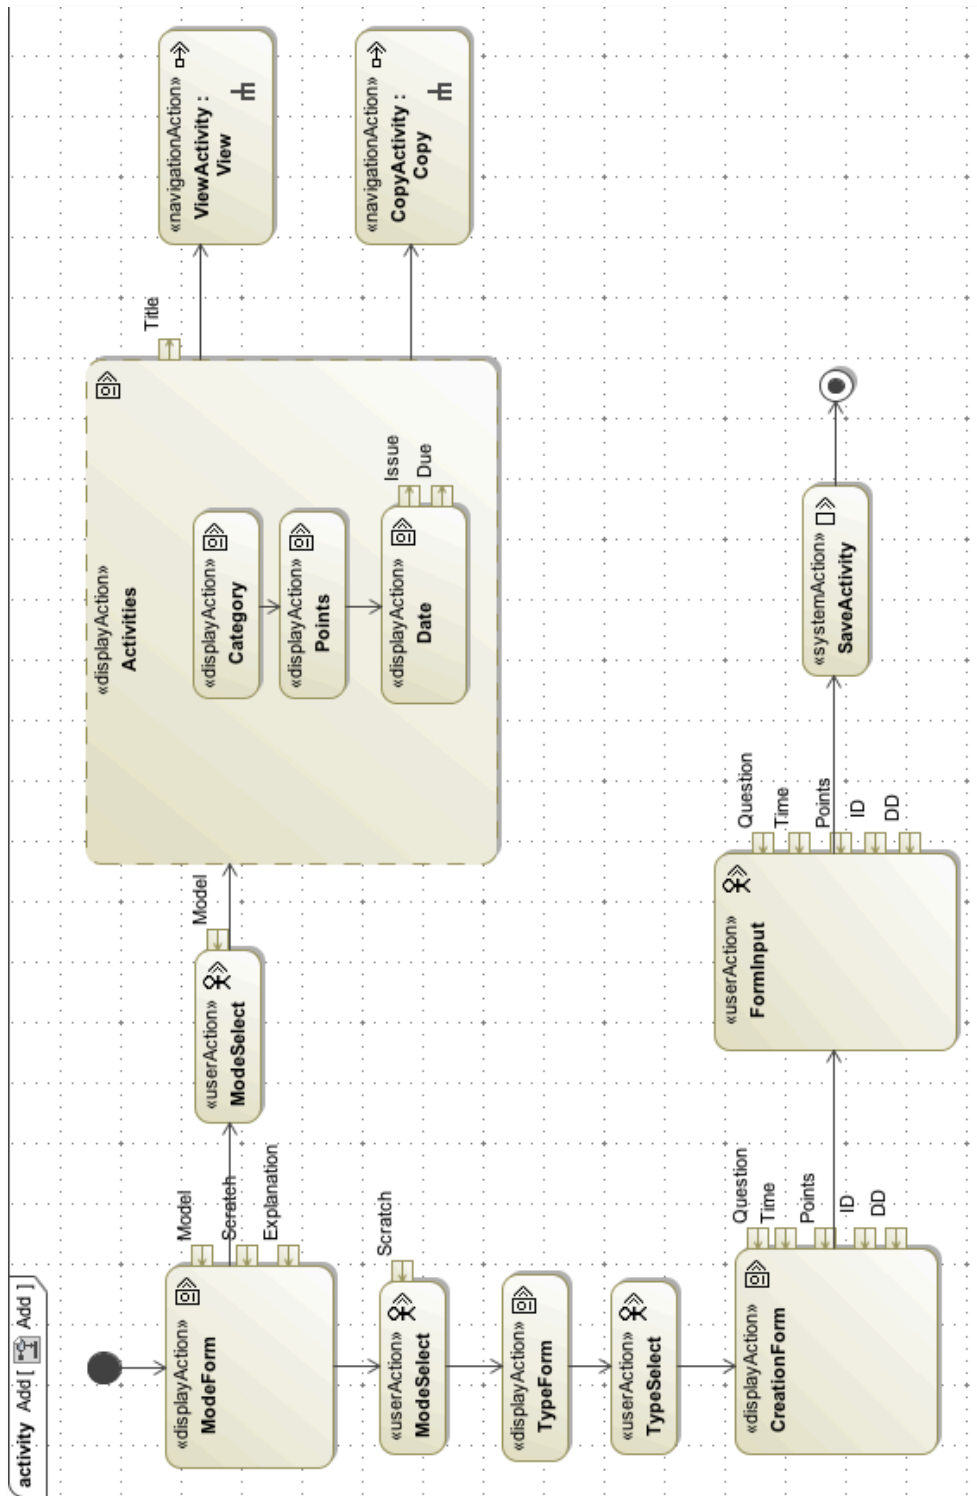 activity Add [ Add ]
«displayAction»
ModeForm
Model
Scratch
Explanation
«userAction»
ModeSelect
Model
«displayAction»
Activities
Title
«displayAction»
Category
«displayAction»
Points
«displayAction»
Date
Issue
Due
«navigationAction»
ViewActivity :
View
«navigationAction»
CopyActivity :
Copy
«userAction»
ModeSelect
Scratch
«displayAction»
TypeForm
«userAction»
TypeSelect
«displayAction»
CreationForm
Question
Time
Points
ID
DD
«userAction»
FormInput
Question
Time
Points
ID
DD
«systemAction»
SaveActivity